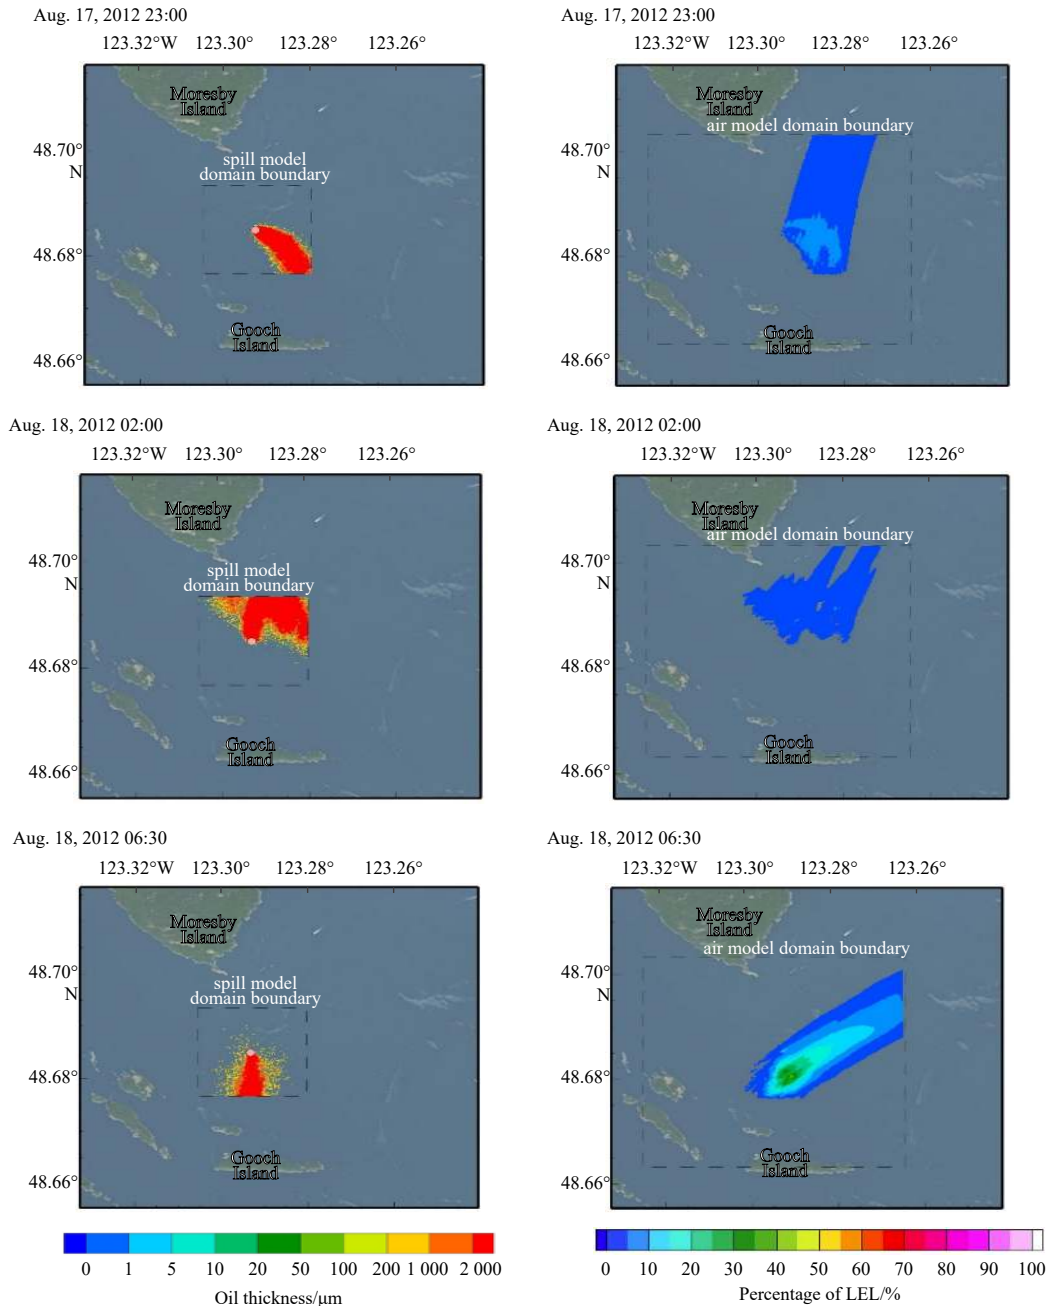 Aug. 17, 2012 23:00
123.32°W 123.30° 123.28° 123.26°
Moresby
Island
48.70°
N
spill model
domain boundary
48.68°
Gooch
Island
48.66°
Aug. 17, 2012 23:00
123.32°W 123.30° 123.28° 123.26°
Moresby
Island
air model domain boundary
48.70°
N
48.68°
Gooch
Island
48.66°
Aug. 18, 2012 02:00
123.32°W 123.30° 123.28° 123.26°
Moresby
Island
48.70°
N
spill model
domain boundary
48.68°
Gooch
Island
48.66°
Aug. 18, 2012 02:00
123.32°W 123.30° 123.28° 123.26°
Moresby
Island
air model domain boundary
48.70°
N
48.68°
Gooch
Island
48.66°
Aug. 18, 2012 06:30
123.32°W 123.30° 123.28° 123.26°
Moresby
Island
48.70°
N
spill model
domain boundary
48.68°
Gooch
Island
48.66°
Aug. 18, 2012 06:30
123.32°W 123.30° 123.28° 123.26°
Moresby
Island
air model domain boundary
48.70°
N
48.68°
Gooch
Island
48.66°
0 1 5 10 20 50 100 200 1 000 2 000
Oil thickness/μm
0 10 20 30 40 50 60 70 80 90 100
Percentage of LEL/%